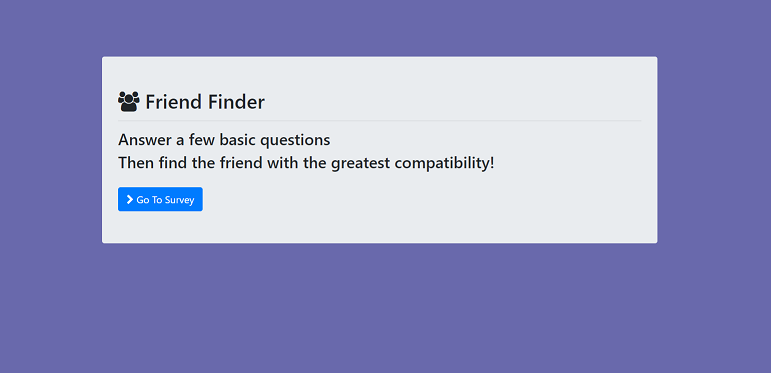 Friend Finder
Answer a few basic questions
Then find the friend with the greatest compatibility!
Go To Survey